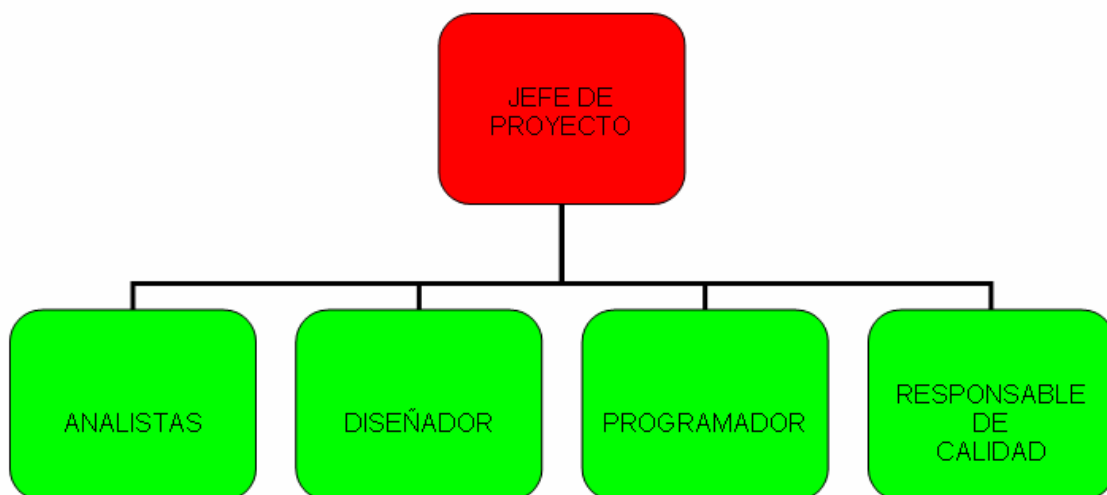 JEFE DE
PROYECTO
ANALISTAS
DISEÑADOR
PROGRAMADOR
RESPONSABLE
DE
CALIDAD